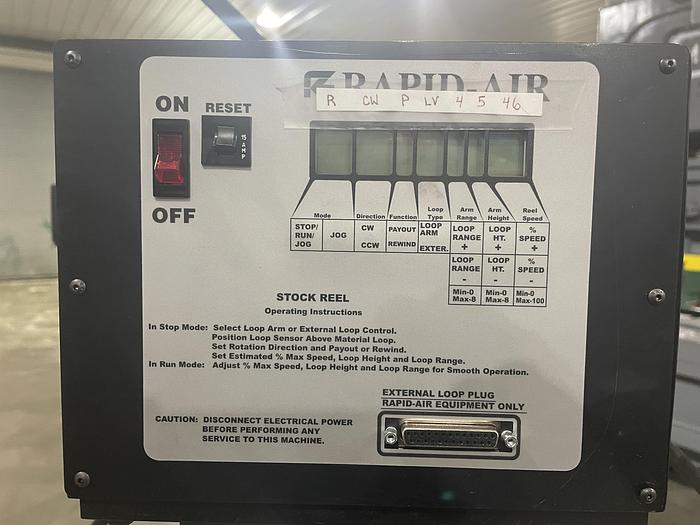 RAPID-AIR
R CW P LV 4 5 46
ON RESET
15 AMP
OFF
Mode Direction Function Loop Type Arm Range Arm Height Reel Speed
STOP/ RUN/ JOG JOG CW CCW PAYOUT REWIND LOOP ARM EXTER. LOOP RANGE + LOOP HT. + % SPEED +
LOOP RANGE - LOOP HT. - % SPEED -
Min-0 Max-8 Min-0 Max-8 Min-0 Max-100
STOCK REEL
Operating Instructions
In Stop Mode: Select Loop Arm or External Loop Control.
Position Loop Sensor Above Material Loop.
Set Rotation Direction and Payout or Rewind.
Set Estimated % Max Speed, Loop Height and Loop Range.
In Run Mode: Adjust % Max Speed, Loop Height and Loop Range for Smooth Operation.
EXTERNAL LOOP PLUG
RAPID-AIR EQUIPMENT ONLY
CAUTION: DISCONNECT ELECTRICAL POWER
BEFORE PERFORMING ANY
SERVICE TO THIS MACHINE.